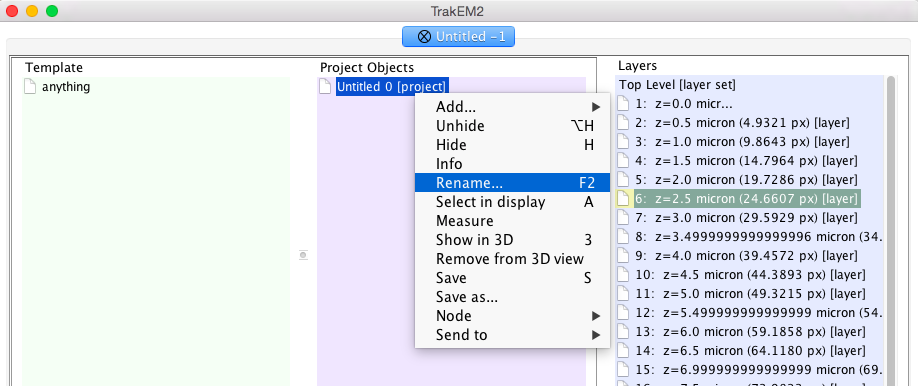 TrakEM2
Untitled -1
Template
anything
Project Objects
Untitled 0 [project]
Add...
Unhide ⌥H
Hide H
Info
Rename... F2
Select in display A
Measure
Show in 3D 3
Remove from 3D view
Save S
Save as...
Node
Send to
Layers
Top Level [layer set]
1: z=0.0 micr...
2: z=0.5 micron (4.9321 px) [layer]
3: z=1.0 micron (9.8643 px) [layer]
4: z=1.5 micron (14.7964 px) [layer]
5: z=2.0 micron (19.7286 px) [layer]
6: z=2.5 micron (24.6607 px) [layer]
7: z=3.0 micron (29.5929 px) [layer]
8: z=3.4999999999999996 micron (34.
9: z=4.0 micron (39.4572 px) [layer]
10: z=4.5 micron (44.3893 px) [layer]
11: z=5.0 micron (49.3215 px) [layer]
12: z=5.499999999999999 micron (54.
13: z=6.0 micron (59.1858 px) [layer]
14: z=6.5 micron (64.1180 px) [layer]
15: z=6.999999999999999 micron (69.